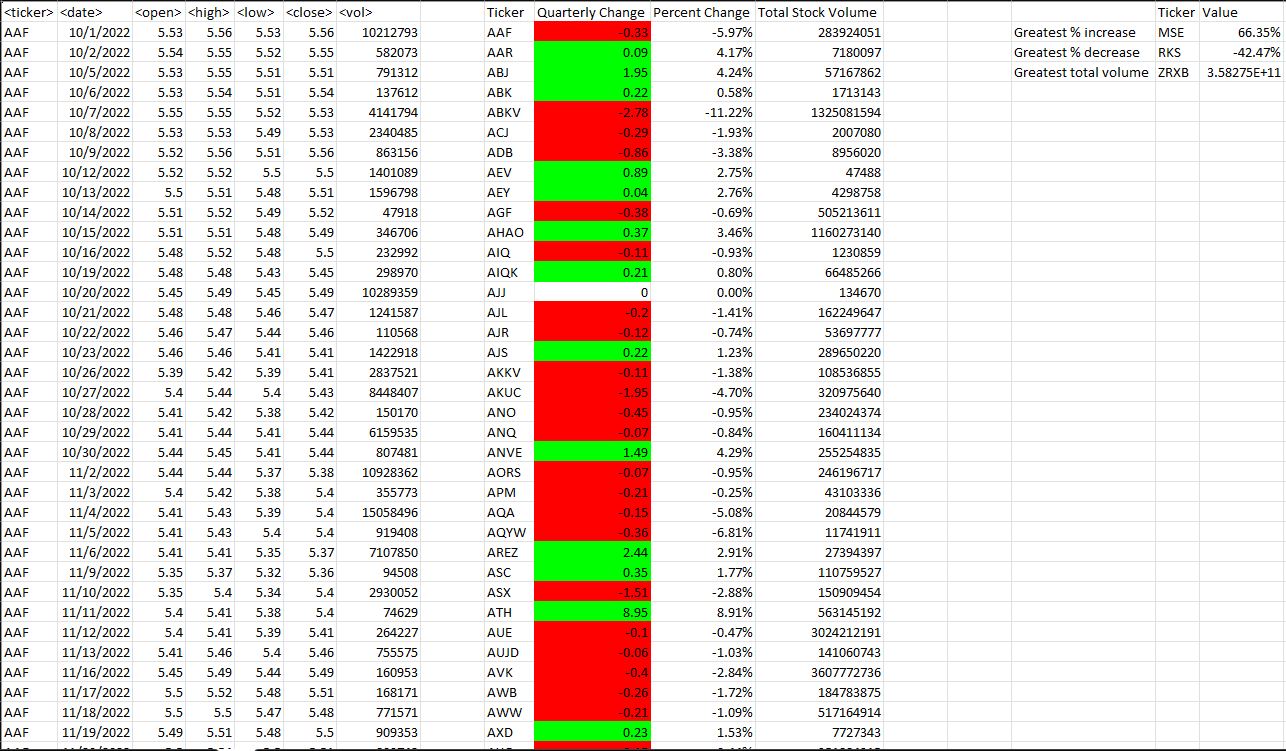 <ticker> <date> <open> <high> <low> <close> <vol> Ticker Quarterly Change Percent Change Total Stock Volume Ticker Value
AAF 10/1/2022 5.53 5.56 5.53 5.56 10212793 AAF -0.33 -5.97% 283924051 Greatest % increase MSE 66.35%
AAF 10/2/2022 5.54 5.55 5.52 5.55 582073 AAR 0.09 4.17% 7180097 Greatest % decrease RKS -42.47%
AAF 10/5/2022 5.53 5.55 5.51 5.51 791312 ABJ 1.95 4.24% 57167862 Greatest total volume ZRXB 3.58275E+11
AAF 10/6/2022 5.53 5.54 5.51 5.54 137612 ABK 0.22 0.58% 1713143
AAF 10/7/2022 5.55 5.55 5.52 5.53 4141794 ABKV -2.78 -11.22% 1325081594
AAF 10/8/2022 5.53 5.53 5.49 5.53 2340485 ACJ -0.29 -1.93% 2007080
AAF 10/9/2022 5.52 5.56 5.51 5.56 863156 ADB -0.86 -3.38% 8956020
AAF 10/12/2022 5.52 5.52 5.5 5.5 1401089 AEV 0.89 2.75% 47488
AAF 10/13/2022 5.5 5.51 5.48 5.51 1596798 AEY 0.04 2.76% 4298758
AAF 10/14/2022 5.51 5.52 5.49 5.52 47918 AGF -0.38 -0.69% 505213611
AAF 10/15/2022 5.51 5.51 5.48 5.49 346706 AHAO 0.37 3.46% 1160273140
AAF 10/16/2022 5.48 5.52 5.48 5.5 232992 AIQ -0.11 -0.93% 1230859
AAF 10/19/2022 5.48 5.48 5.43 5.45 298970 AIQK 0.21 0.80% 66485266
AAF 10/20/2022 5.45 5.49 5.45 5.49 10289359 AJJ 0 0.00% 134670
AAF 10/21/2022 5.48 5.48 5.46 5.47 1241587 AJL -0.2 -1.41% 162249647
AAF 10/22/2022 5.46 5.47 5.44 5.46 110568 AJR -0.12 -0.74% 53697777
AAF 10/23/2022 5.46 5.46 5.41 5.41 1422918 AJS 0.22 1.23% 289650220
AAF 10/26/2022 5.39 5.42 5.39 5.41 2837521 AKKV -0.11 -1.38% 108536855
AAF 10/27/2022 5.4 5.44 5.4 5.43 8448407 AKUC -1.95 -4.70% 320975640
AAF 10/28/2022 5.41 5.42 5.38 5.42 150170 ANO -0.45 -0.95% 234024374
AAF 10/29/2022 5.41 5.44 5.41 5.44 6159535 ANQ -0.07 -0.84% 160411134
AAF 10/30/2022 5.44 5.45 5.41 5.44 807481 ANVE 1.49 4.29% 255254835
AAF 11/2/2022 5.44 5.44 5.37 5.38 10928362 AORS -0.07 -0.95% 246196717
AAF 11/3/2022 5.4 5.42 5.38 5.4 355773 APM -0.21 -0.25% 43103336
AAF 11/4/2022 5.41 5.43 5.39 5.4 15058496 AQA -0.15 -5.08% 20844579
AAF 11/5/2022 5.41 5.43 5.4 5.4 919408 AQYW -0.36 -6.81% 11741911
AAF 11/6/2022 5.41 5.41 5.35 5.37 7107850 AREZ 2.44 2.91% 27394397
AAF 11/9/2022 5.35 5.37 5.32 5.36 94508 ASC 0.35 1.77% 110759527
AAF 11/10/2022 5.35 5.4 5.34 5.4 2930052 ASX -1.51 -2.88% 150909454
AAF 11/11/2022 5.4 5.41 5.38 5.4 74629 ATH 8.95 8.91% 563145192
AAF 11/12/2022 5.4 5.41 5.39 5.41 264227 AUE -0.1 -0.47% 3024212191
AAF 11/13/2022 5.41 5.46 5.4 5.46 755575 AUJD -0.06 -1.03% 141060743
AAF 11/16/2022 5.45 5.49 5.44 5.49 160953 AVK -0.4 -2.84% 3607772736
AAF 11/17/2022 5.5 5.52 5.48 5.51 168171 AWB -0.26 -1.72% 184783875
AAF 11/18/2022 5.5 5.5 5.47 5.48 771571 AWW -0.21 -1.09% 517164914
AAF 11/19/2022 5.49 5.51 5.48 5.5 909353 AXD 0.23 1.53% 7727343